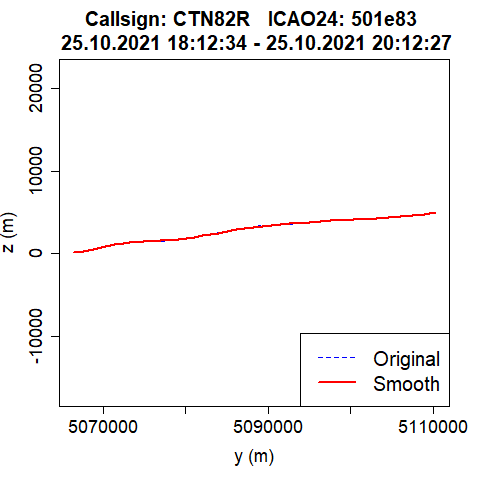 Callsign: CTN82R   ICAO24: 501e83
25.10.2021 18:12:34 - 25.10.2021 20:12:27
20000
10000
0
-10000
z (m)
Original
Smooth
5070000
5090000
5110000
y (m)